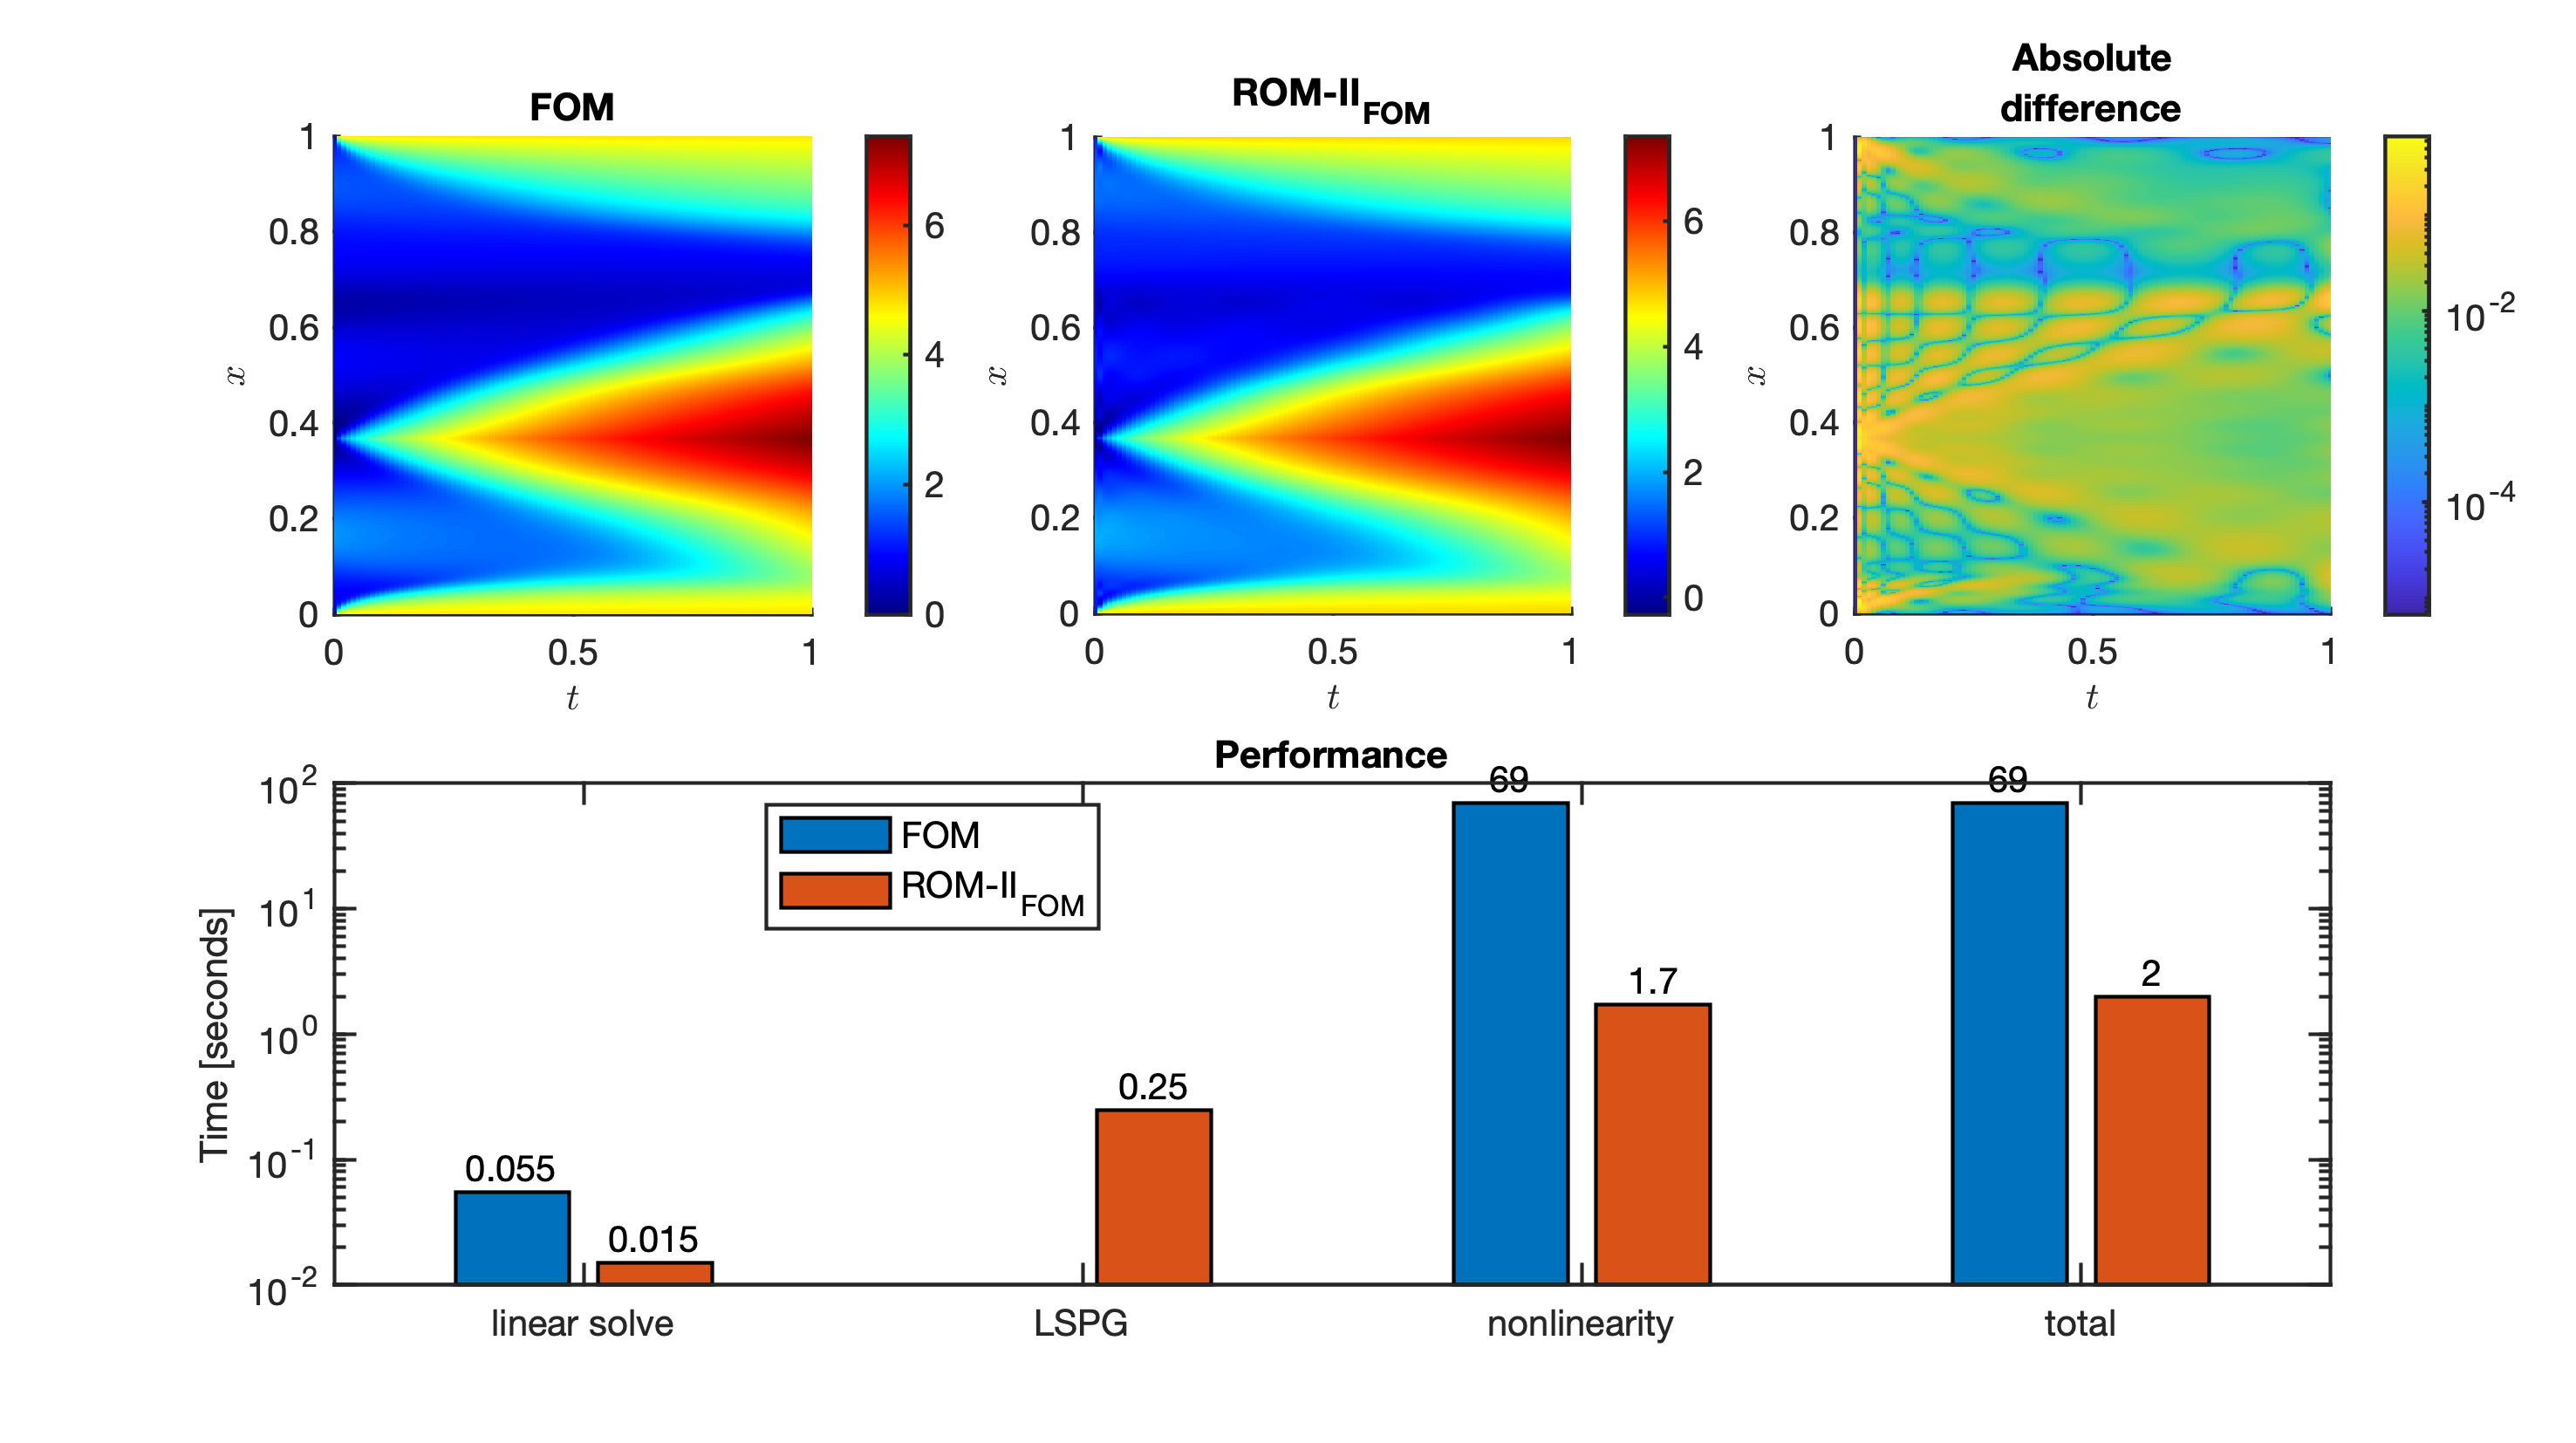 FOM
1
0.8
0.6
0.4
0.2
0
x
0
0.5
1
t
6
4
2
0
ROM-II_FOM
1
0.8
0.6
0.4
0.2
0
x
0
0.5
1
t
6
4
2
0
Absolute
difference
1
0.8
0.6
0.4
0.2
0
x
0
0.5
1
t
10^-2
10^-4
Performance
Time [seconds]
10^2
10^1
10^0
10^-1
10^-2
FOM
ROM-II_FOM
0.055
0.015
0.25
69
1.7
69
2
linear solve
LSPG
nonlinearity
total